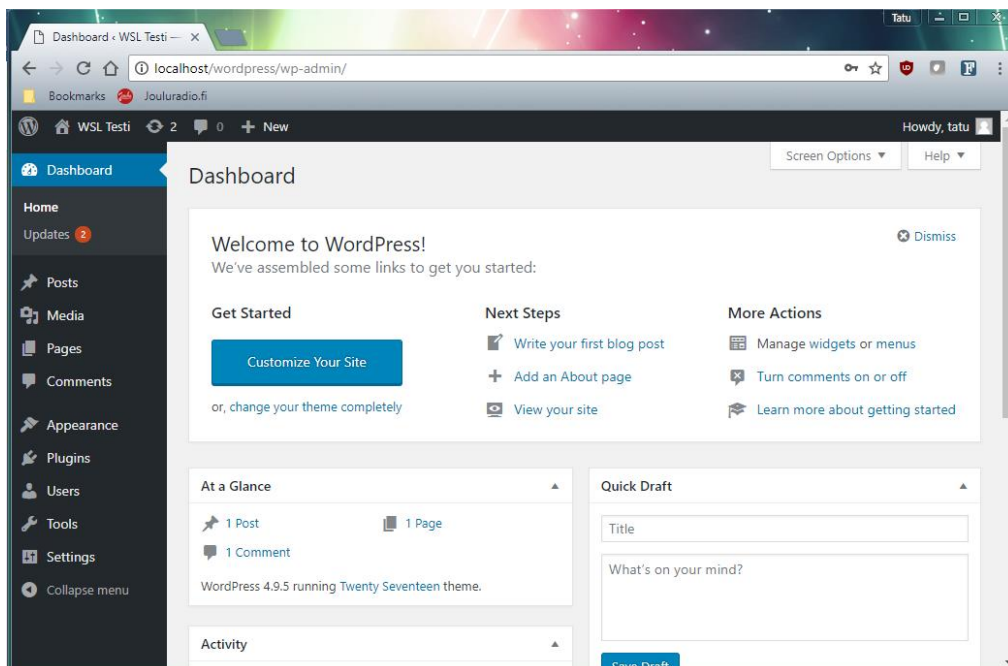 Tatu
Dashboard ‹ WSL Testi —
localhost/wordpress/wp-admin/
Bookmarks Jouluradio.fi
WSL Testi 2 0 + New Howdy, tatu
Screen Options Help
Dashboard
Dashboard
Home
Updates 2
Posts
Media
Pages
Comments
Appearance
Plugins
Users
Tools
Settings
Collapse menu
Welcome to WordPress!
Dismiss
We've assembled some links to get you started:
Get Started
Customize Your Site
or, change your theme completely
Next Steps
Write your first blog post
Add an About page
View your site
More Actions
Manage widgets or menus
Turn comments on or off
Learn more about getting started
At a Glance
1 Post 1 Page
1 Comment
WordPress 4.9.5 running Twenty Seventeen theme.
Activity
Quick Draft
Title
What's on your mind?
Save Draft